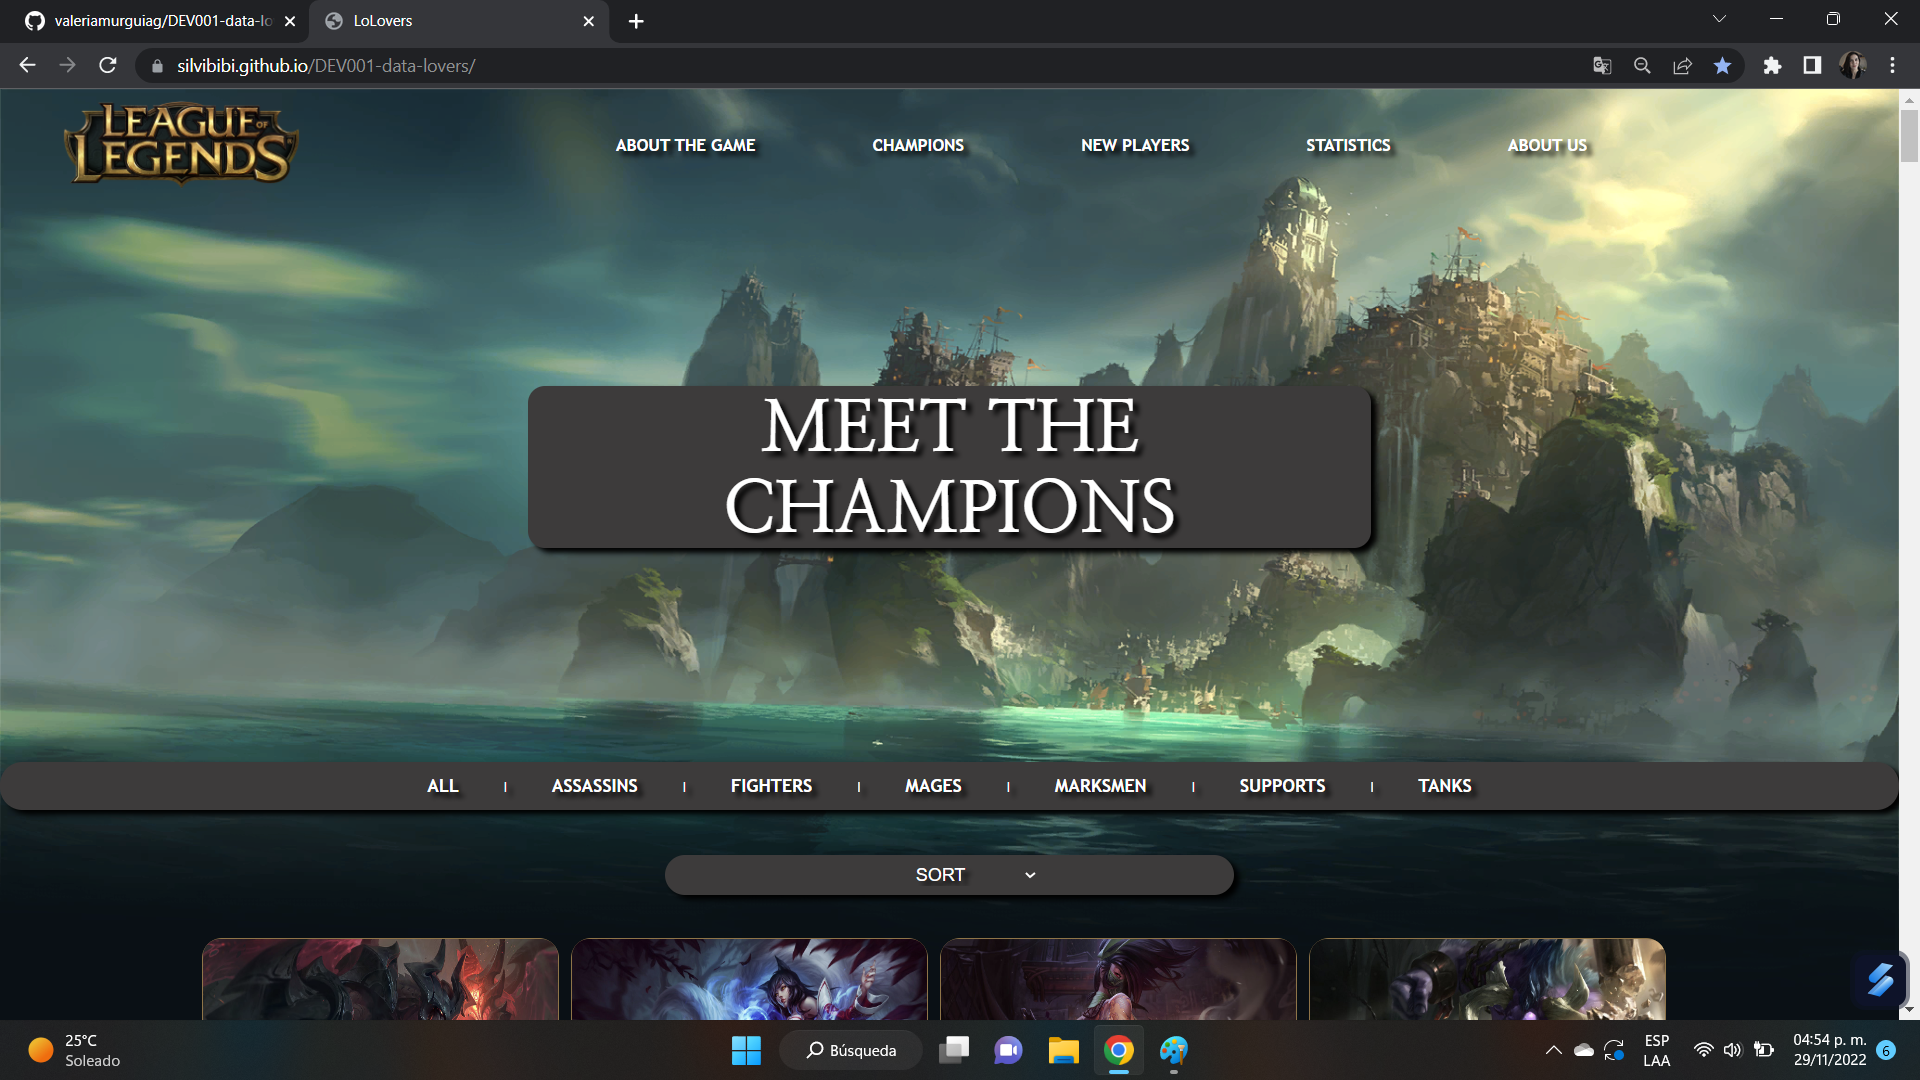 valeriamurguiag/DEV001-data-lo
LoLovers
silvibibi.github.io/DEV001-data-lovers/
LEAGUE OF
LEGENDS
ABOUT THE GAME
CHAMPIONS
NEW PLAYERS
STATISTICS
ABOUT US
MEET THE
CHAMPIONS
ALL | ASSASSINS | FIGHTERS | MAGES | MARKSMEN | SUPPORTS | TANKS
SORT
25°C
Soleado
Búsqueda
ESP
LAA
04:54 p. m.
29/11/2022
6